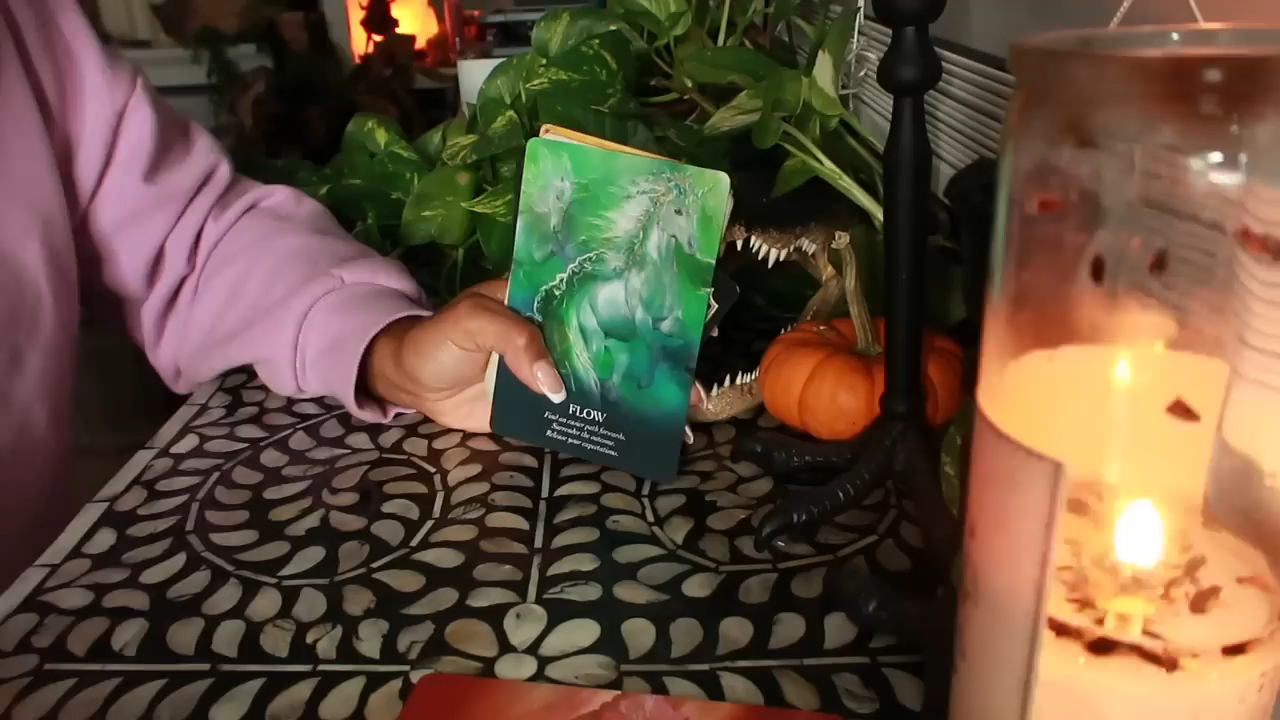 FLOW
Find an easier path forwards.
Surrender the outcome.
Release your expectations.